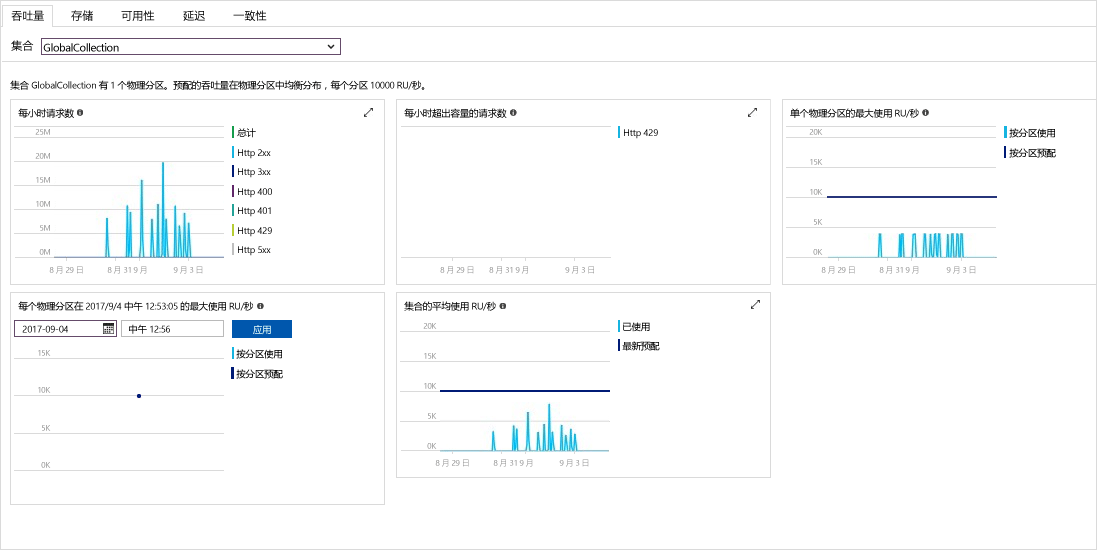 吞吐量 存储 可用性 延迟 一致性
集合 GlobalCollection
集合 GlobalCollection 有 1 个物理分区。预配的吞吐量在物理分区中均衡分布，每个分区 10000 RU/秒。
每小时请求数
25M
20M
15M
10M
5M
0M
8 月 29 日 8 月 31 9 月 9 月 3 日
总计
Http 2xx
Http 3xx
Http 400
Http 401
Http 429
Http 5xx
每小时超出容量的请求数
8 月 29 日 8 月 31 9 月 9 月 3 日
Http 429
单个物理分区的最大使用 RU/秒
20K
15K
10K
5K
0K
8 月 29 日 8 月 31 9 月 9 月 3 日
按分区使用
按分区预配
每个物理分区在 2017/9/4 中午 12:53:05 的最大使用 RU/秒
2017-09-04 中午 12:56 应用
15K
10K
5K
0K
按分区使用
按分区预配
集合的平均使用 RU/秒
20K
15K
10K
5K
0K
8 月 29 日 8 月 31 9 月 9 月 3 日
已使用
最新预配